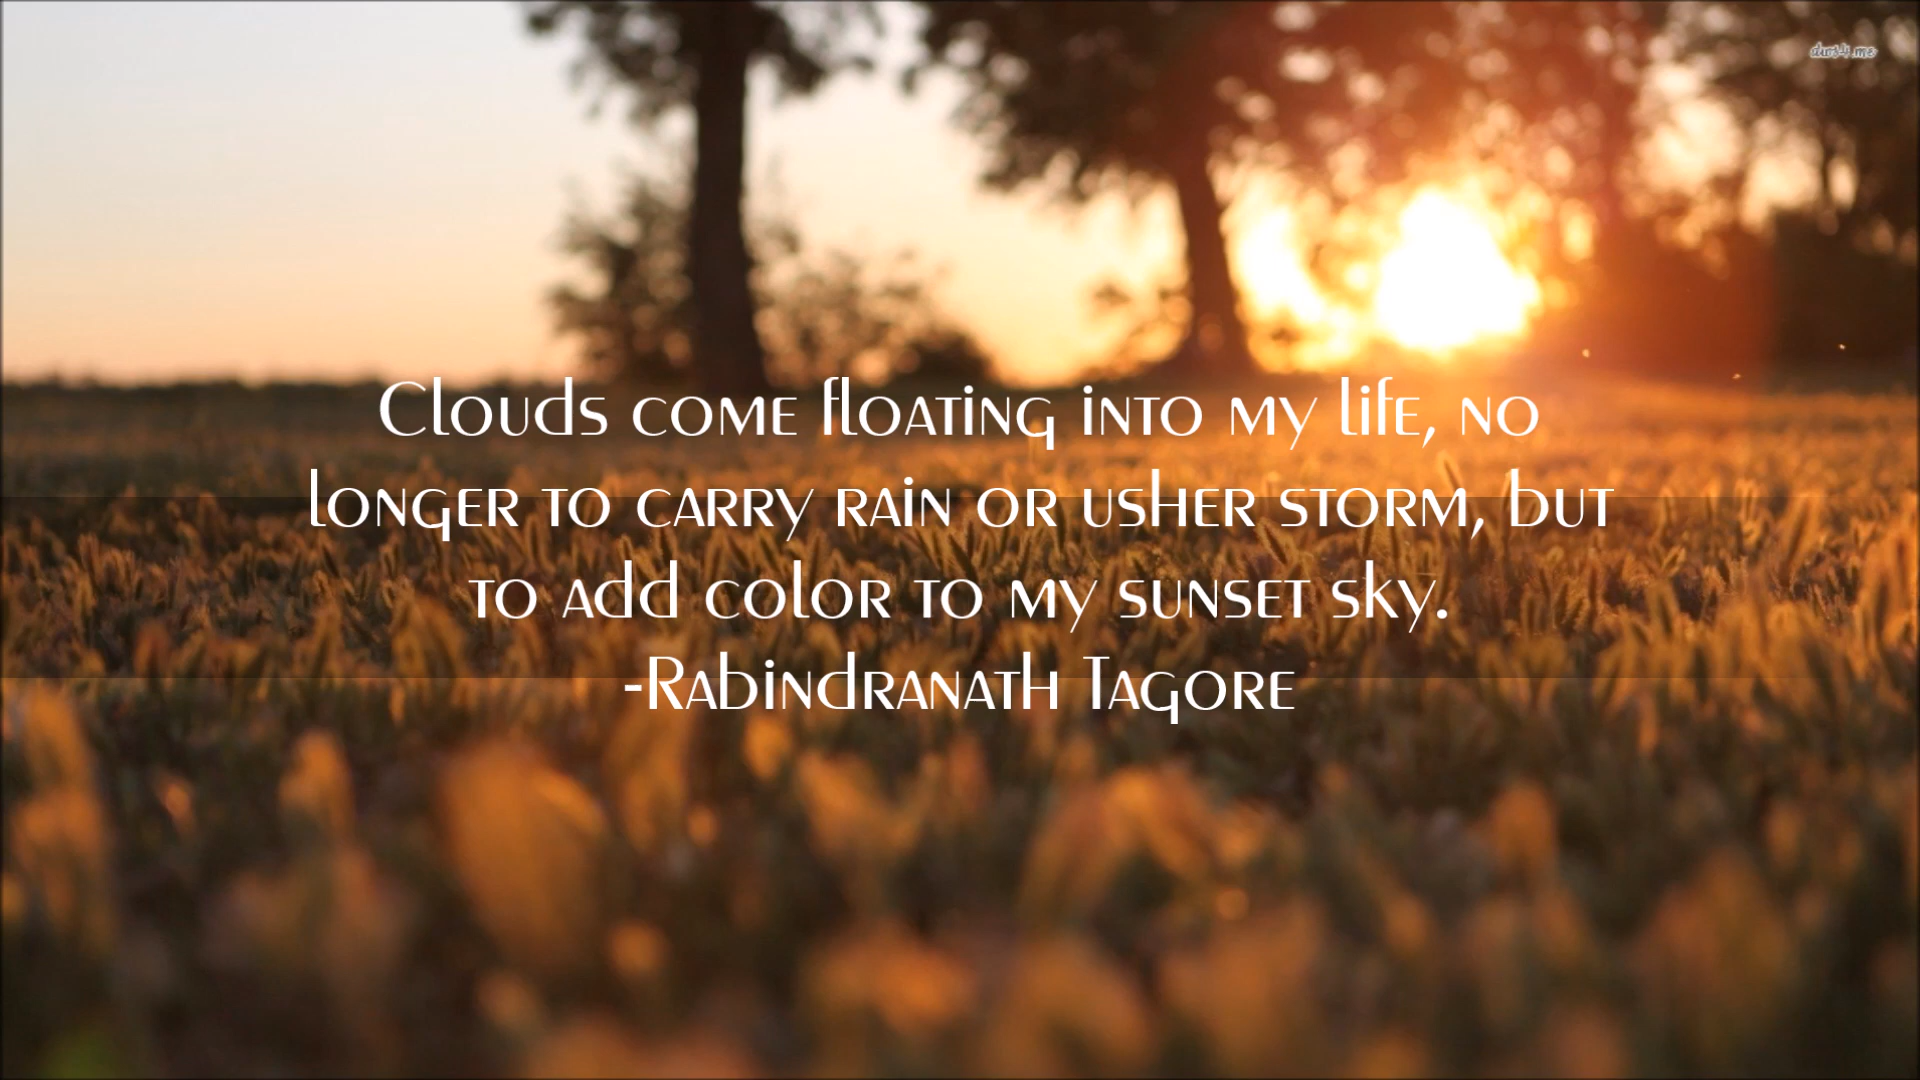 Clouds come floating into my life, no
longer to carry rain or usher storm, but
to add color to my sunset sky.
-Rabindranath Tagore